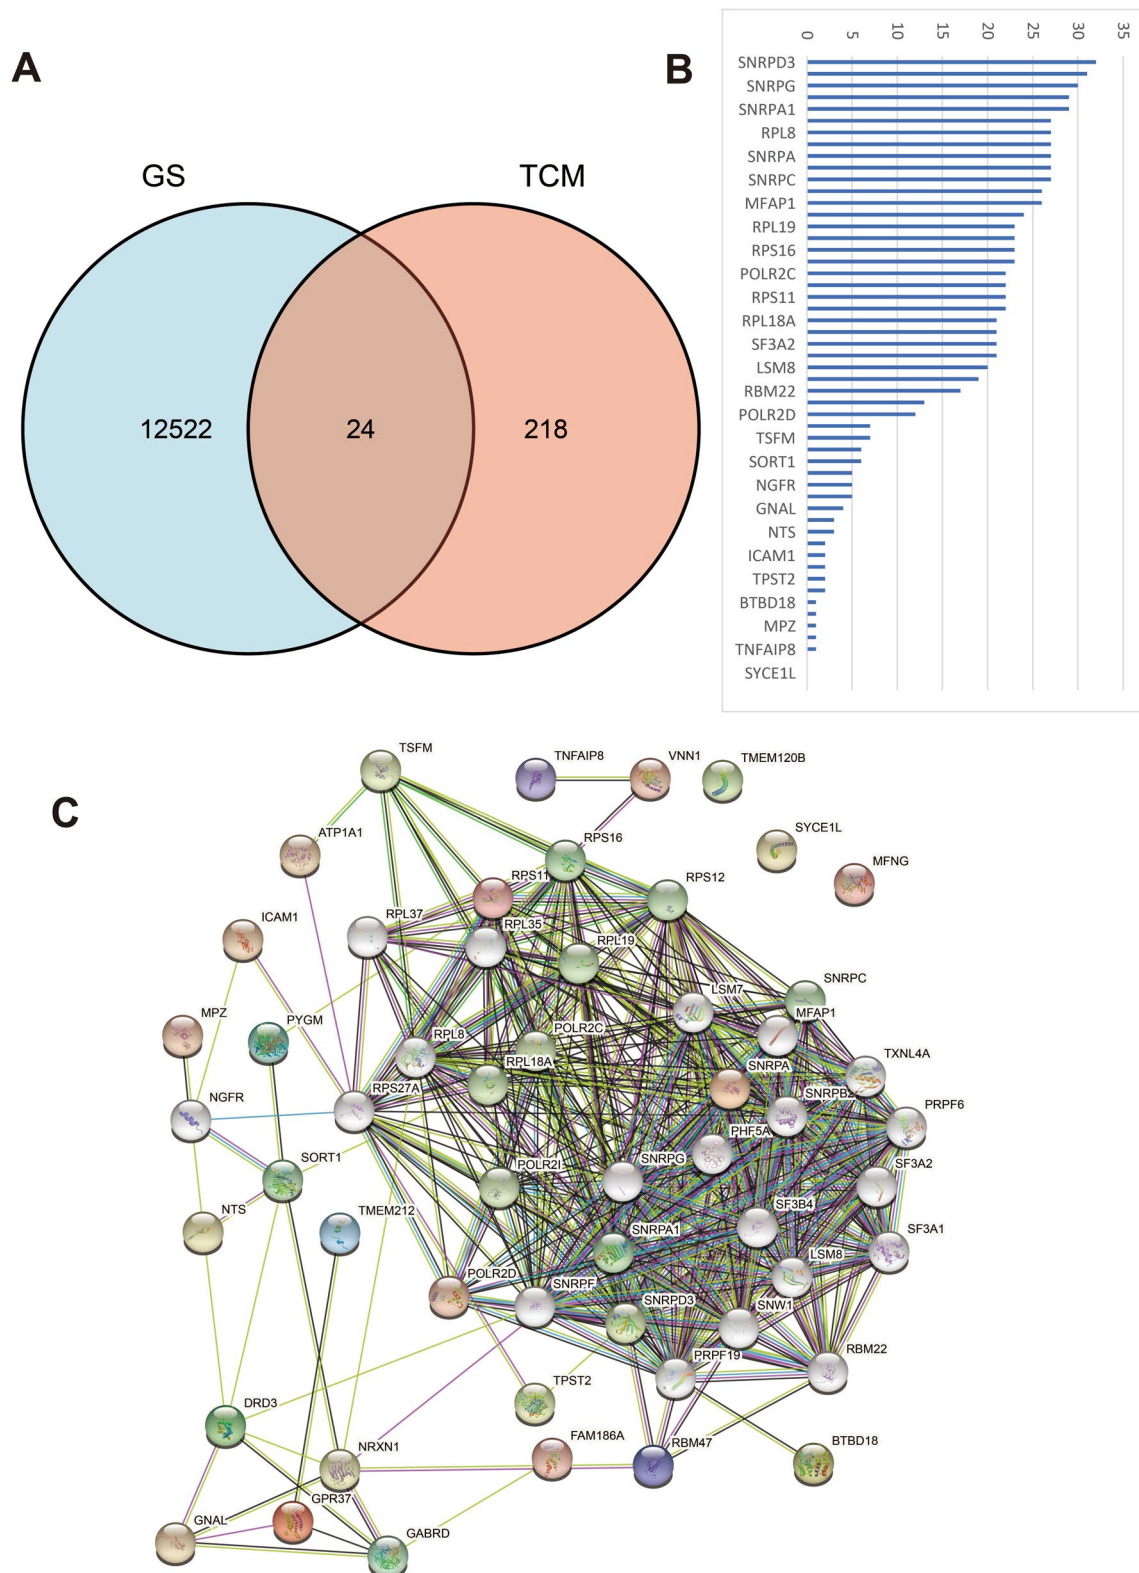 A
GS
TCM
12522
24
218
B
0
5
10
15
20
25
30
35
SNRPD3
SNRPG
SNRPA1
RPL8
SNRPA
SNRPC
MFAP1
RPL19
RPS16
POLR2C
RPS11
RPL18A
SF3A2
LSM8
RBM22
POLR2D
TSFM
SORT1
NGFR
GNAL
NTS
ICAM1
TPST2
BTBD18
MPZ
TNFAIP8
SYCE1L
C
TSFM
TNFAIP8
VNN1
TMEM120B
ATP1A1
RPS16
SYCE1L
MFNG
RPS11
RPS12
ICAM1
RPL37
RPL35
RPL19
SNRPC
LSM7
MFAP1
MPZ
PYGM
RPL8
POLR2C
TXNL4A
RPL18A
SNRPA
RPS27A
SNRPB2
NGFR
PRPF6
PHF5A
SNRPG
SF3A2
SORT1
POLR2I
NTS
TMEM212
SF3B4
SNRPA1
SF3A1
LSM8
POLR2D
SNRPF
SNRPD3
SNW1
PRPF19
RBM22
TPST2
DRD3
NRXN1
FAM186A
RBM47
BTBD18
GPR37
GNAL
GABRD